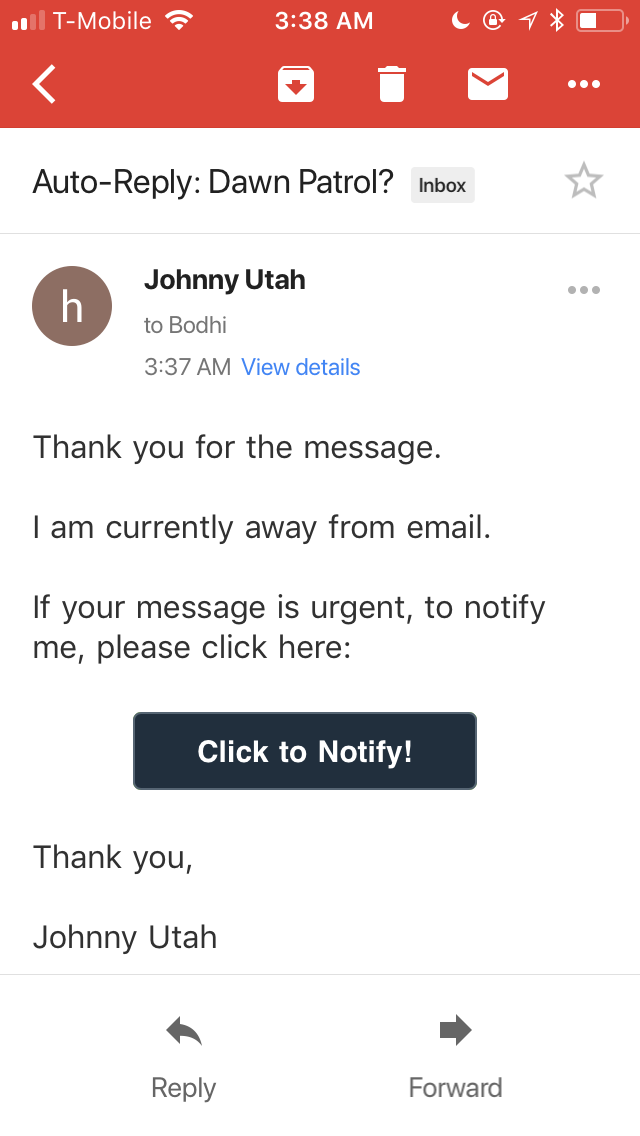 T-Mobile 3:38 AM
Auto-Reply: Dawn Patrol? Inbox
h
Johnny Utah
to Bodhi
3:37 AM View details
Thank you for the message.
I am currently away from email.
If your message is urgent, to notify
me, please click here:
Click to Notify!
Thank you,
Johnny Utah
Reply Forward